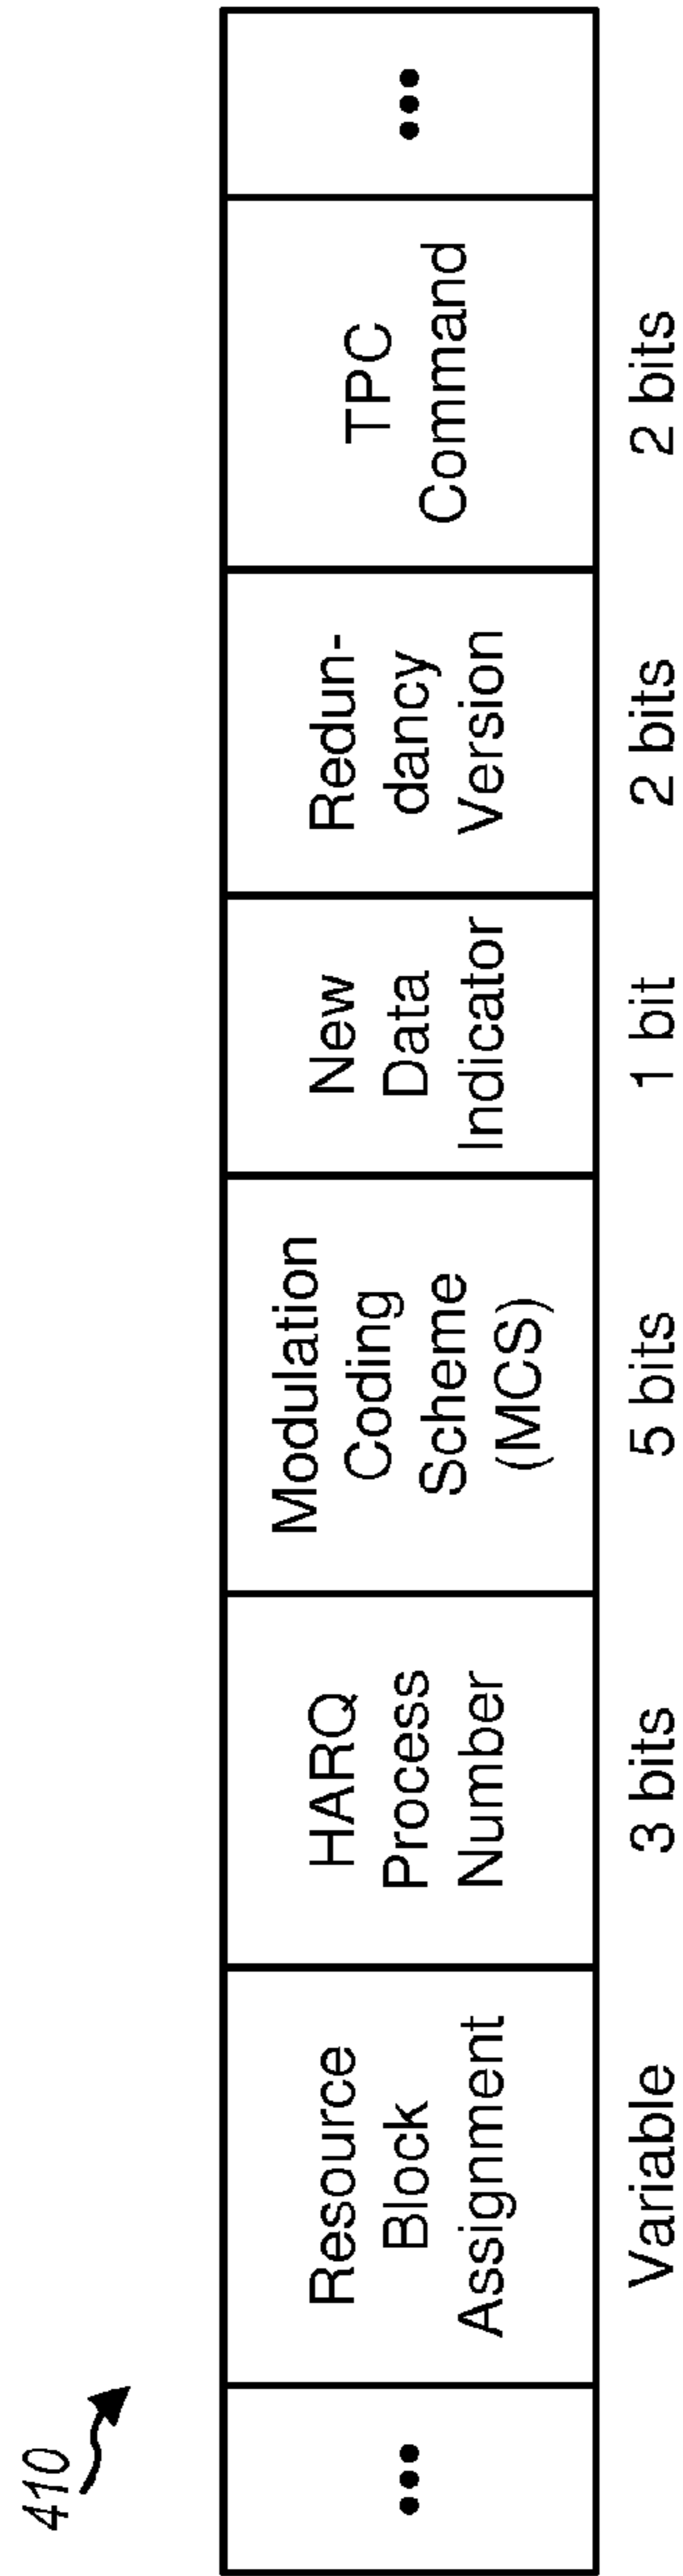 410
...
Resource
Block
Assignment
HARQ
Process
Number
Modulation
Coding
Scheme
(MCS)
New
Data
Indicator
Redun-
dancy
Version
TPC
Command
...
Variable
3 bits
5 bits
1 bit
2 bits
2 bits